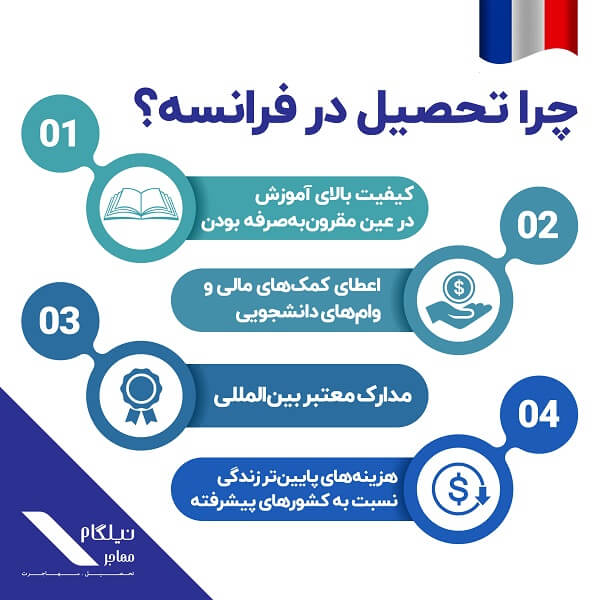 چرا تحصیل در فرانسه؟
01
کیفیت بالای آموزش
در عین مقرون‌به‌صرفه بودن
02
اعطای کمک‌های مالی و
وام‌های دانشجویی
$
03
مدارک معتبر بین‌المللی
04
هزینه‌های پایین‌تر زندگی
نسبت به کشورهای پیشرفته
$
نیلگام
مهاجر
تحصیل ، مهاجرت